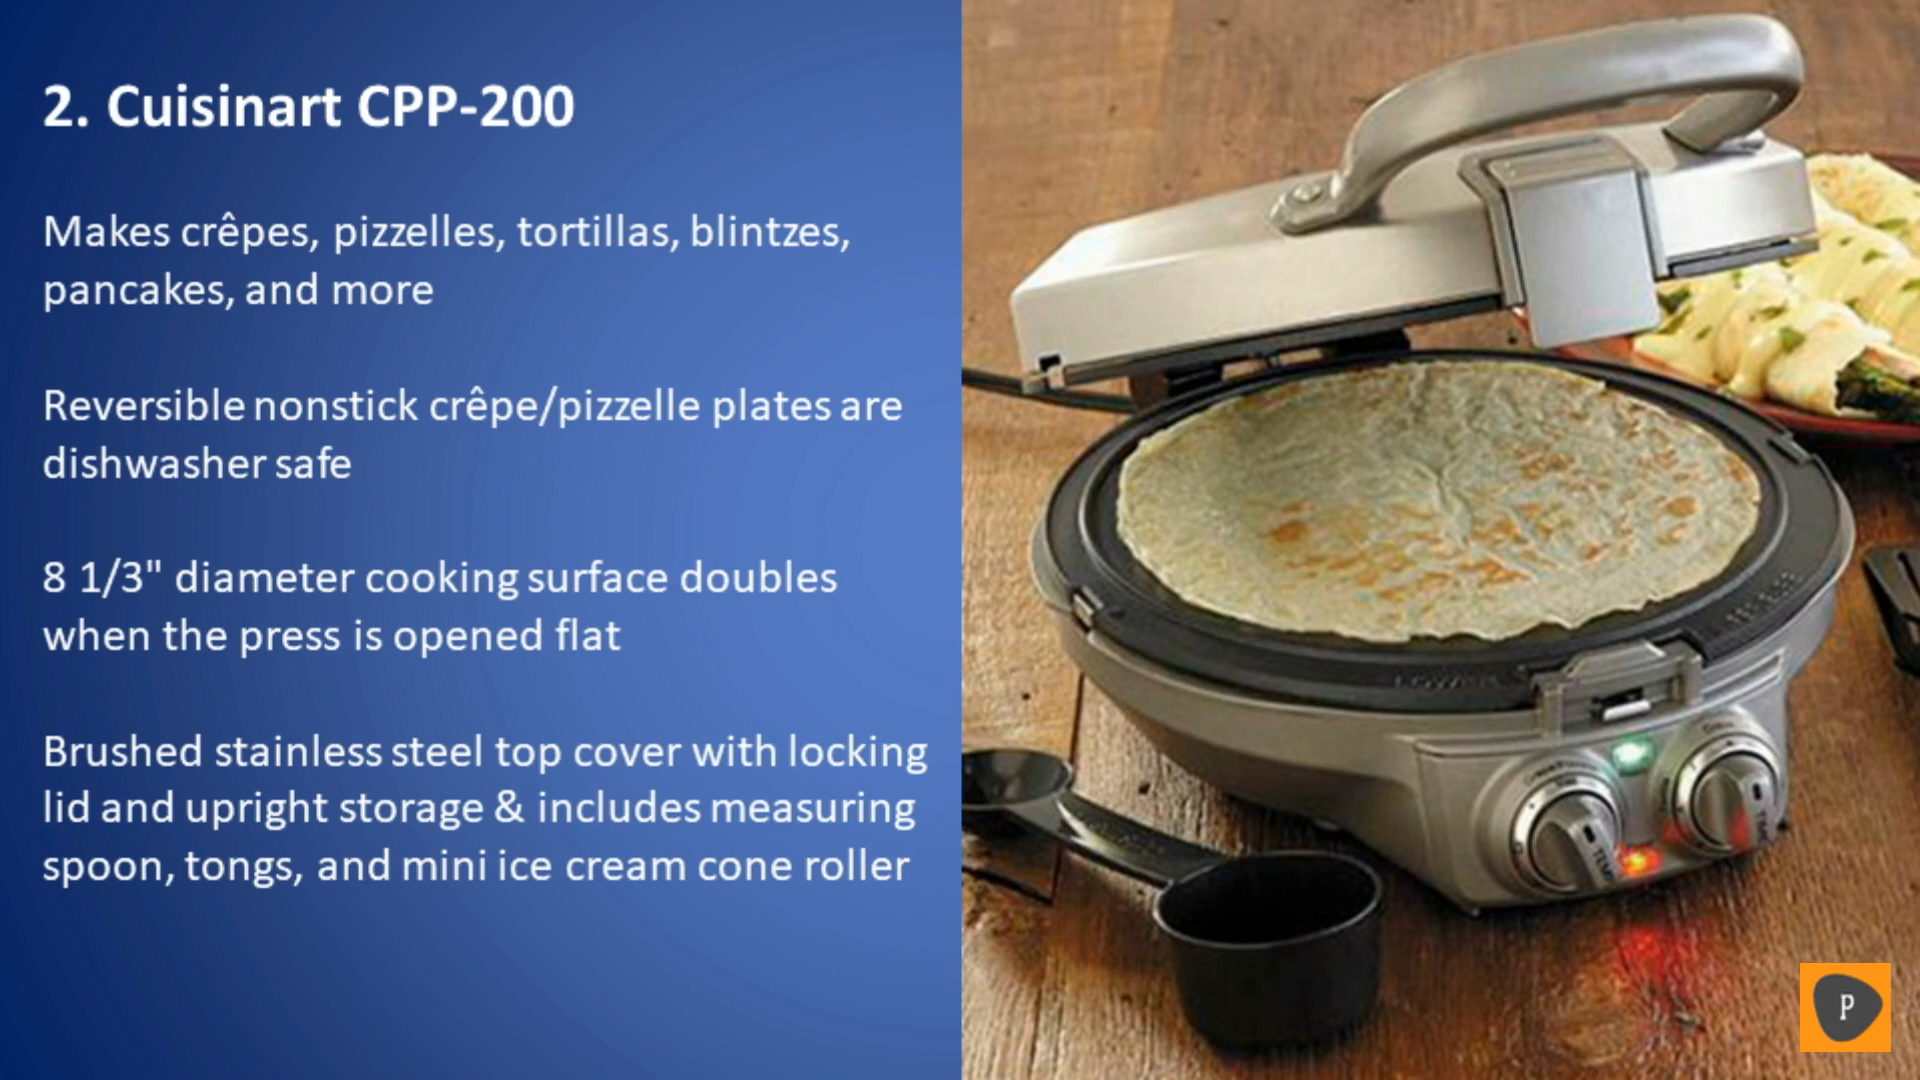 2. Cuisinart CPP-200
Makes crêpes, pizzelles, tortillas, blintzes,
pancakes, and more
Reversible nonstick crêpe/pizzelle plates are
dishwasher safe
8 1/3" diameter cooking surface doubles
when the press is opened flat
Brushed stainless steel top cover with locking
lid and upright storage & includes measuring
spoon, tongs, and mini ice cream cone roller
LOWER
P